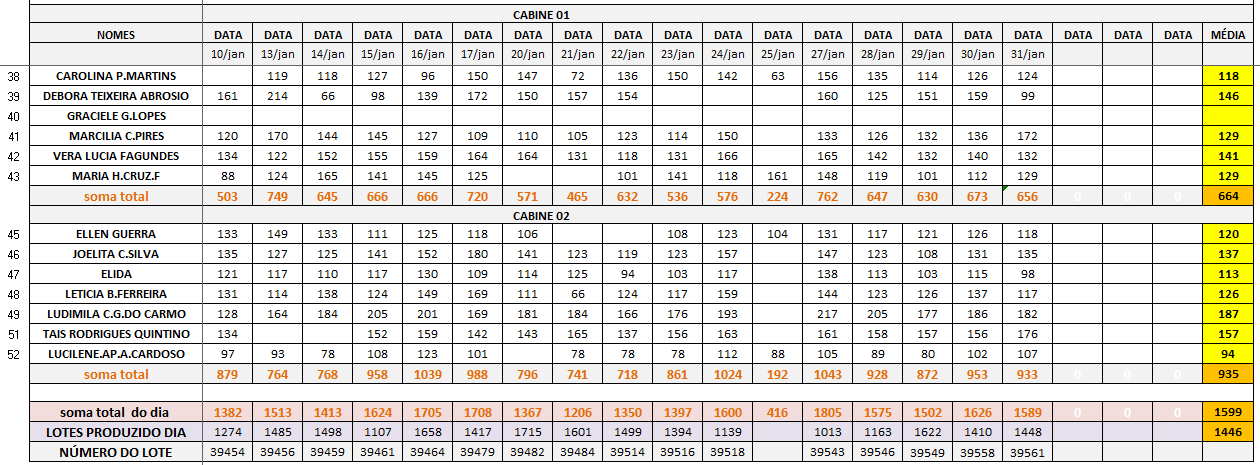 CABINE 01
NOMES DATA DATA DATA DATA DATA DATA DATA DATA DATA DATA DATA DATA DATA DATA DATA DATA DATA DATA DATA DATA MÉDIA
10/jan 13/jan 14/jan 15/jan 16/jan 17/jan 20/jan 21/jan 22/jan 23/jan 24/jan 25/jan 27/jan 28/jan 29/jan 30/jan 31/jan
38 CAROLINA P.MARTINS 119 118 127 96 150 147 72 136 150 142 63 156 135 114 126 124 118
39 DEBORA TEIXEIRA ABROSIO 161 214 66 98 139 172 150 157 154 160 125 151 159 99 146
40 GRACIELE G.LOPES
41 MARCILIA C.PIRES 120 170 144 145 127 109 110 105 123 114 150 133 126 132 136 172 129
42 VERA LUCIA FAGUNDES 134 122 152 155 159 164 164 131 118 131 166 165 142 132 140 132 141
43 MARIA H.CRUZ.F 88 124 165 141 145 125 101 141 118 161 148 119 101 112 129 129
soma total 503 749 645 666 666 720 571 465 632 536 576 224 762 647 630 673 656 0 0 0 664
CABINE 02
45 ELLEN GUERRA 133 149 133 111 125 118 106 108 123 104 131 117 121 126 118 120
46 JOELITA C.SILVA 135 127 125 141 152 180 141 123 119 123 157 147 123 108 131 135 137
47 ELIDA 121 117 110 117 130 109 114 125 94 103 117 138 113 103 115 98 113
48 LETICIA B.FERREIRA 131 114 138 124 149 169 111 66 124 117 159 144 123 126 137 117 126
49 LUDIMILA C.G.DO CARMO 128 164 184 205 201 169 181 184 166 176 193 217 205 177 186 182 187
51 TAIS RODRIGUES QUINTINO 134 152 159 142 143 165 137 156 163 161 158 157 156 176 157
52 LUCILENE.AP.A.CARDOSO 97 93 78 108 123 101 78 78 78 112 88 105 89 80 102 107 94
soma total 879 764 768 958 1039 988 796 741 718 861 1024 192 1043 928 872 953 933 0 0 0 935
soma total do dia 1382 1513 1413 1624 1705 1708 1367 1206 1350 1397 1600 416 1805 1575 1502 1626 1589 0 0 0 1599
LOTES PRODUZIDO DIA 1274 1485 1498 1107 1658 1417 1715 1601 1499 1394 1139 1013 1163 1622 1410 1448 1446
NÚMERO DO LOTE 39454 39456 39459 39461 39464 39479 39482 39484 39514 39516 39518 39543 39546 39549 39558 39561